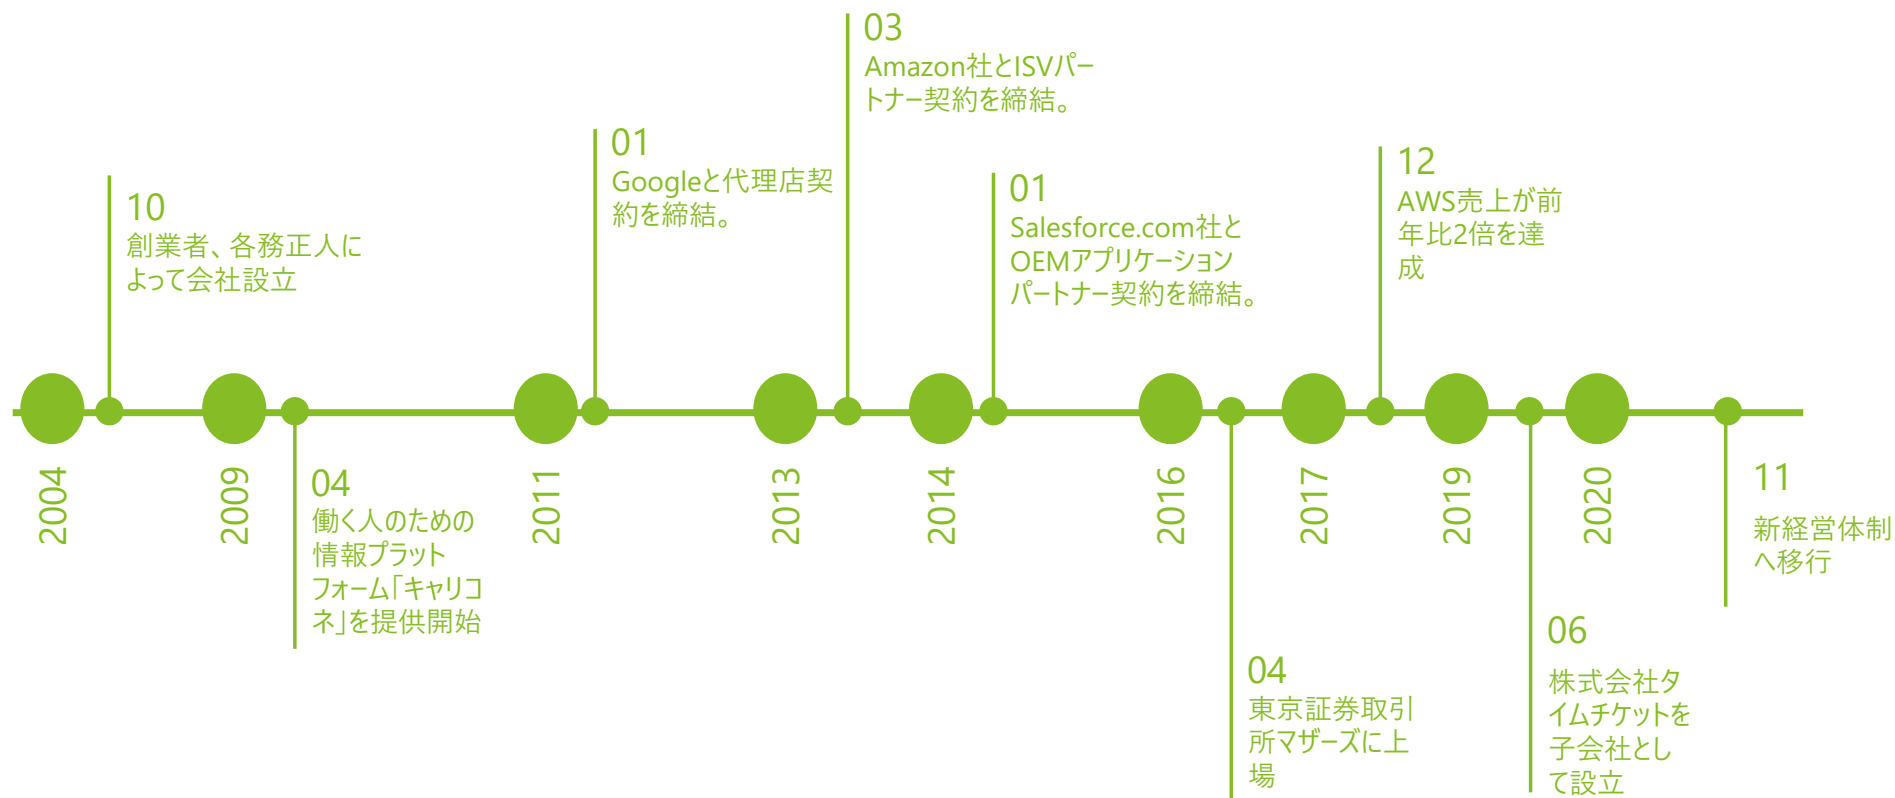 03
Amazon社とISVパー
トナー契約を締結。
01
Googleと代理店契
約を締結。
12
AWS売上が前
年比2倍を達
成
01
Salesforce.com社と
OEMアプリケーション
パートナー契約を締結。
10
創業者、各務正人に
よって会社設立
2004
2009
2011
2013
2014
2016
2017
2019
2020
04
働く人のための
情報プラット
フォーム「キャリコ
ネ」を提供開始
11
新経営体制
へ移行
04
東京証券取引
所マザーズに上
場
06
株式会社タ
イムチケットを
子会社とし
て設立